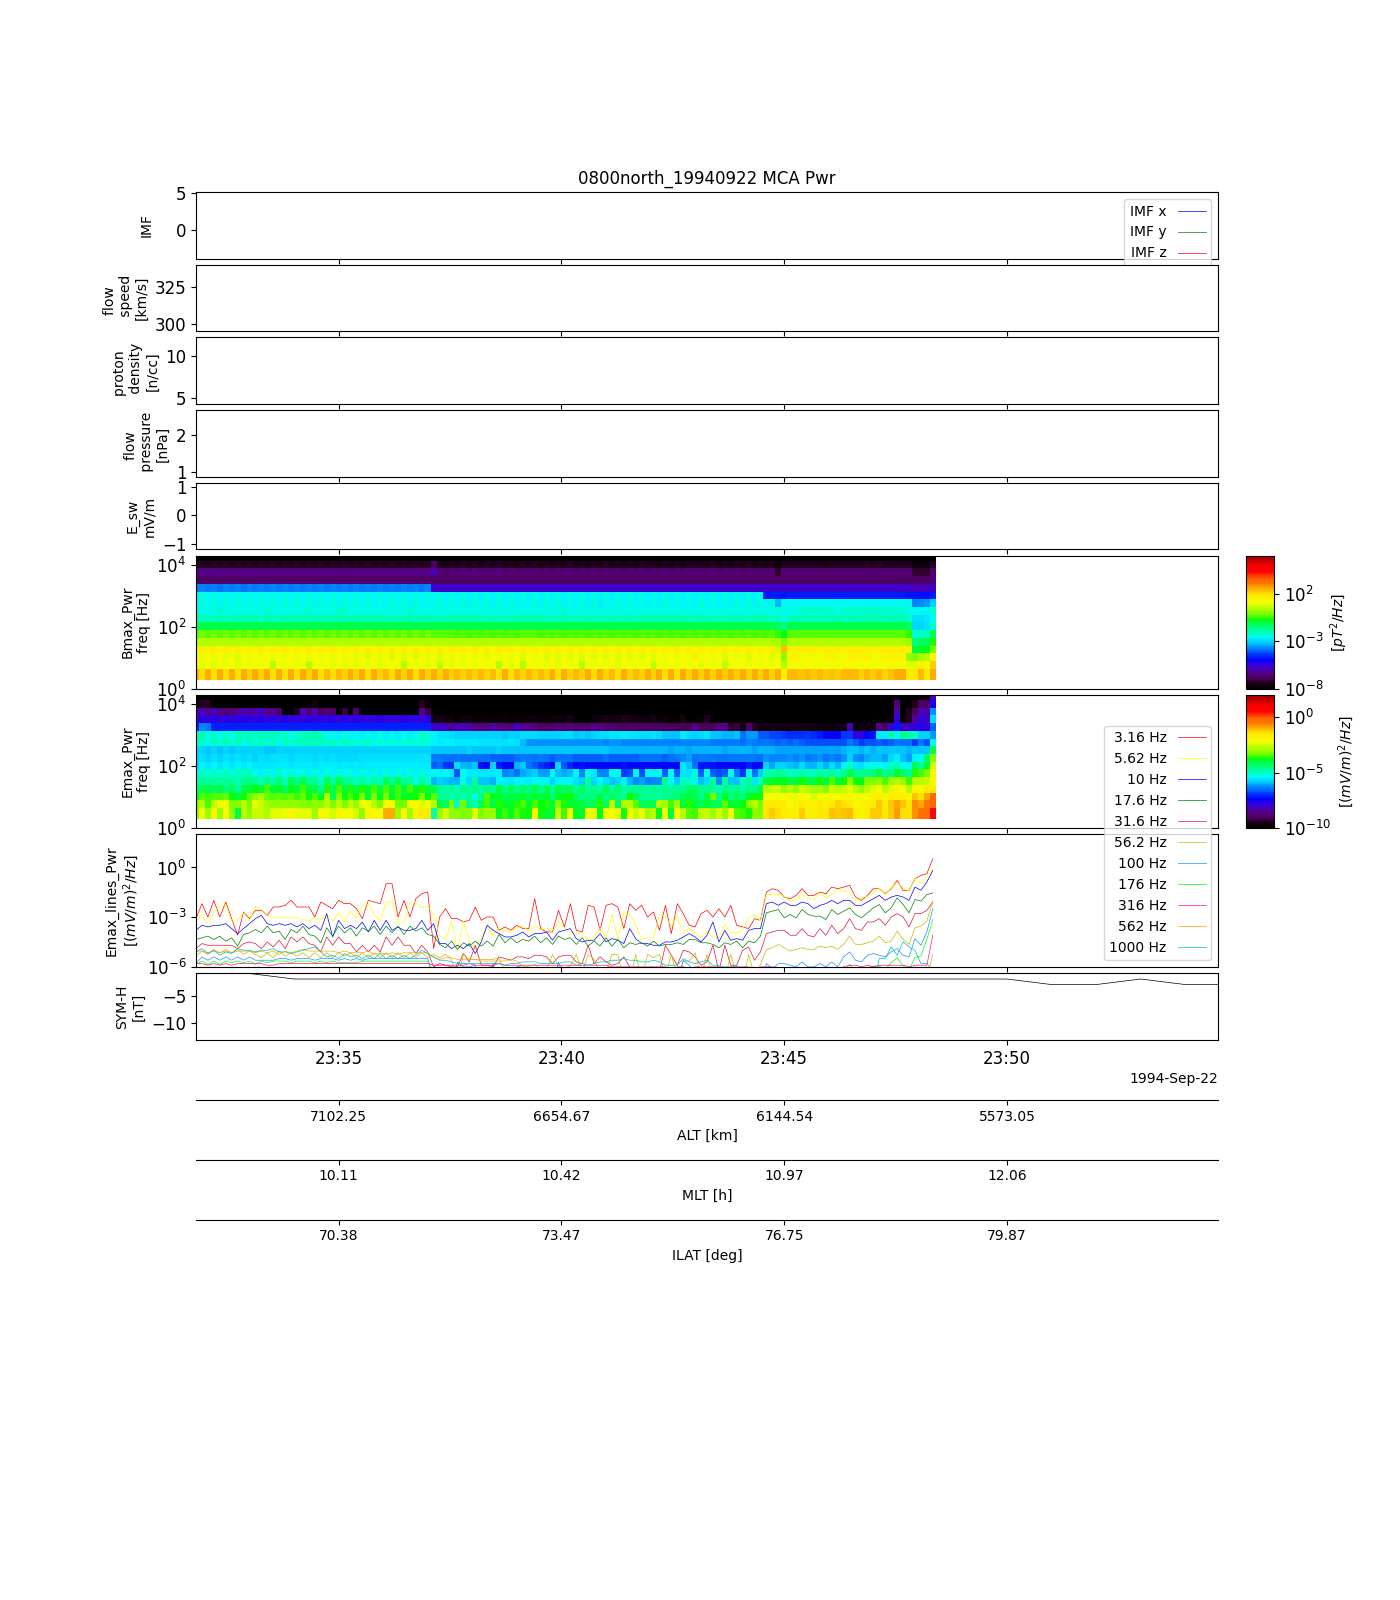 0800north_19940922 MCA Pwr
5
0
IMF
IMF x
IMF y
IMF z
325
300
flow
speed
[km/s]
10
5
proton
density
[n/cc]
2
1
flow
pressure
[nPa]
1
0
−1
E_sw
mV/m
10^4
10^2
10^0
Bmax_Pwr
freq [Hz]
10^2
10^−3
10^−8
[pT^2/Hz]
10^4
10^2
10^0
Emax_Pwr
freq [Hz]
10^0
10^−5
10^−10
[(mV/m)^2/Hz]
3.16 Hz
5.62 Hz
10 Hz
17.6 Hz
31.6 Hz
56.2 Hz
100 Hz
176 Hz
316 Hz
562 Hz
1000 Hz
10^0
10^−3
10^−6
Emax_lines_Pwr
[(mV/m)^2/Hz]
−5
−10
SYM-H
[nT]
23:35 23:40 23:45 23:50
1994-Sep-22
7102.25 6654.67 6144.54 5573.05
ALT [km]
10.11 10.42 10.97 12.06
MLT [h]
70.38 73.47 76.75 79.87
ILAT [deg]